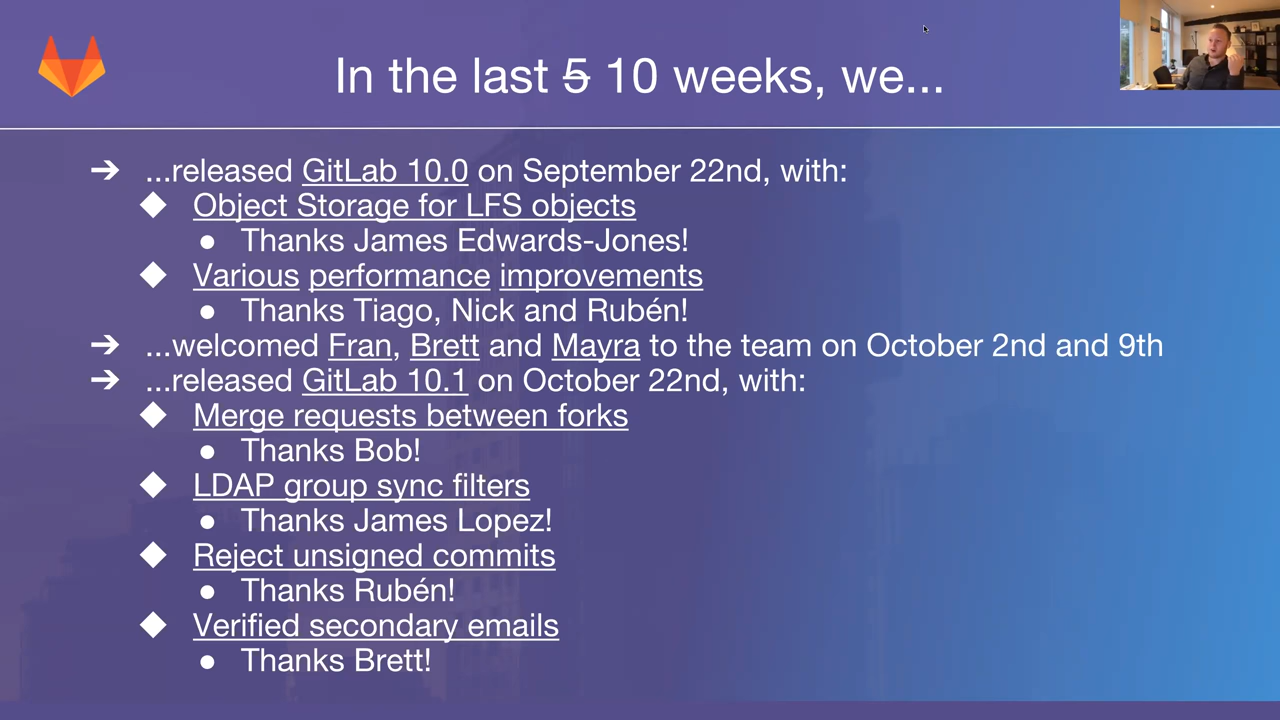 In the last 5 10 weeks, we...
➔ ...released GitLab 10.0 on September 22nd, with:
◆ Object Storage for LFS objects
● Thanks James Edwards-Jones!
◆ Various performance improvements
● Thanks Tiago, Nick and Rubén!
➔ ...welcomed Fran, Brett and Mayra to the team on October 2nd and 9th
➔ ...released GitLab 10.1 on October 22nd, with:
◆ Merge requests between forks
● Thanks Bob!
◆ LDAP group sync filters
● Thanks James Lopez!
◆ Reject unsigned commits
● Thanks Rubén!
◆ Verified secondary emails
● Thanks Brett!